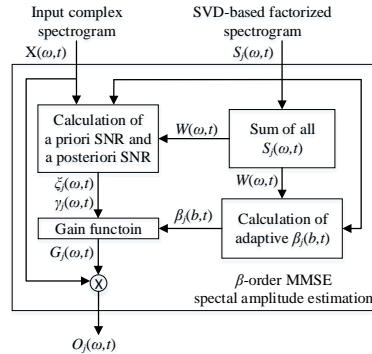 Input complex
spectrogram
X(ω,t)
SVD-based factorized
spectrogram
Sⱼ(ω,t)
Calculation of
a priori SNR and
a posteriori SNR
W(ω,t)
Sum of all
Sⱼ(ω,t)
W(ω,t)
ξⱼ(ω,t)
γⱼ(ω,t)
βⱼ(b,t)
Calculation of
adaptive βⱼ(b,t)
Gain functoin
Gⱼ(ω,t)
X
β-order MMSE
spectal amplitude estimation
Oⱼ(ω,t)